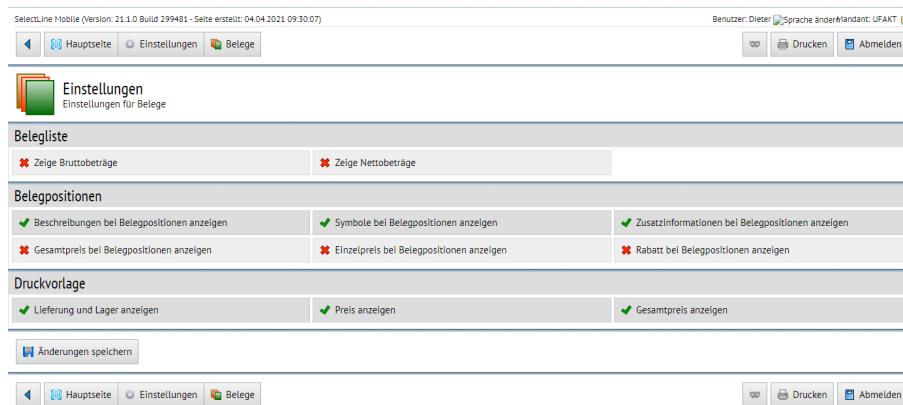 SelectLine Mobile (Version: 21.1.0 Build 299481 - Seite erstellt: 04.04.2021 09:30:07) Benutzer: Dieter Sprache ändern Mandant: UFAKT
Hauptseite Einstellungen Belege Drucken Abmelden
Einstellungen
Einstellungen für Belege
Belegliste
Zeige Bruttobeträge Zeige Nettobeträge
Belegpositionen
Beschreibungen bei Belegpositionen anzeigen Symbole bei Belegpositionen anzeigen Zusatzinformationen bei Belegpositionen anzeigen
Gesamtpreis bei Belegpositionen anzeigen Einzelpreis bei Belegpositionen anzeigen Rabatt bei Belegpositionen anzeigen
Druckvorlage
Lieferung und Lager anzeigen Preis anzeigen Gesamtpreis anzeigen
Änderungen speichern
Hauptseite Einstellungen Belege Drucken Abmelden